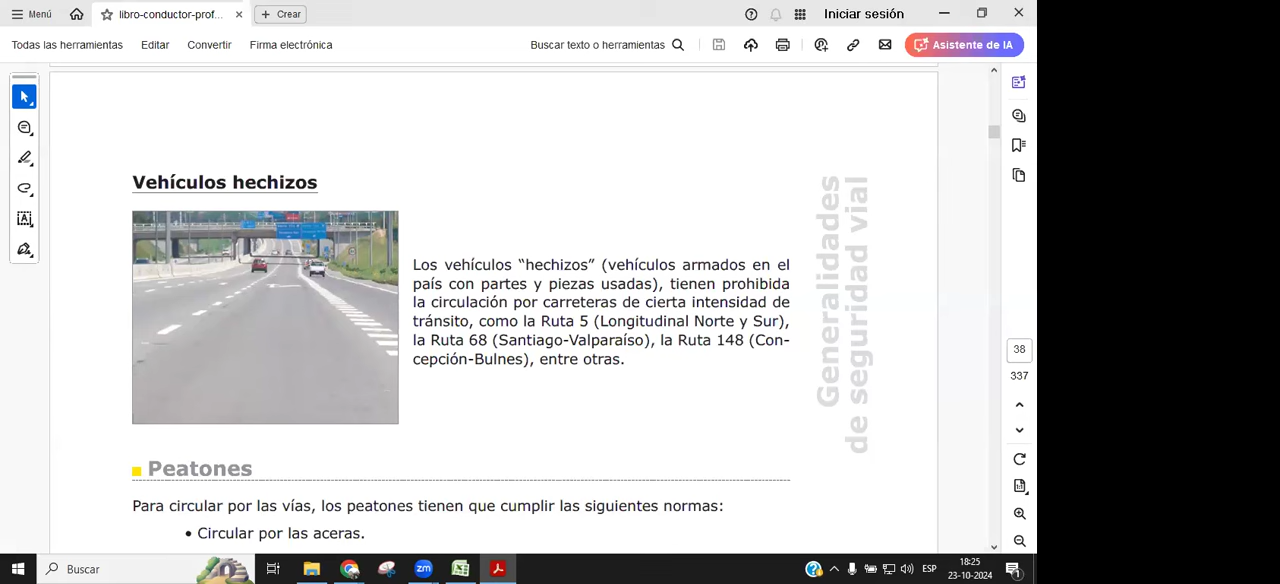 Menú
libro-conductor-prof...
Crear
Iniciar sesión
Todas las herramientas
Editar
Convertir
Firma electrónica
Buscar texto o herramientas
Asistente de IA
Vehículos hechizos
Los vehículos “hechizos” (vehículos armados en el
país con partes y piezas usadas), tienen prohibida
la circulación por carreteras de cierta intensidad de
tránsito, como la Ruta 5 (Longitudinal Norte y Sur),
la Ruta 68 (Santiago-Valparaíso), la Ruta 148 (Con-
cepción-Bulnes), entre otras.
Generalidades
de seguridad vial
Peatones
Para circular por las vías, los peatones tienen que cumplir las siguientes normas:
• Circular por las aceras.
38
337
Buscar
zm
ESP
18:25
23-10-2024
1